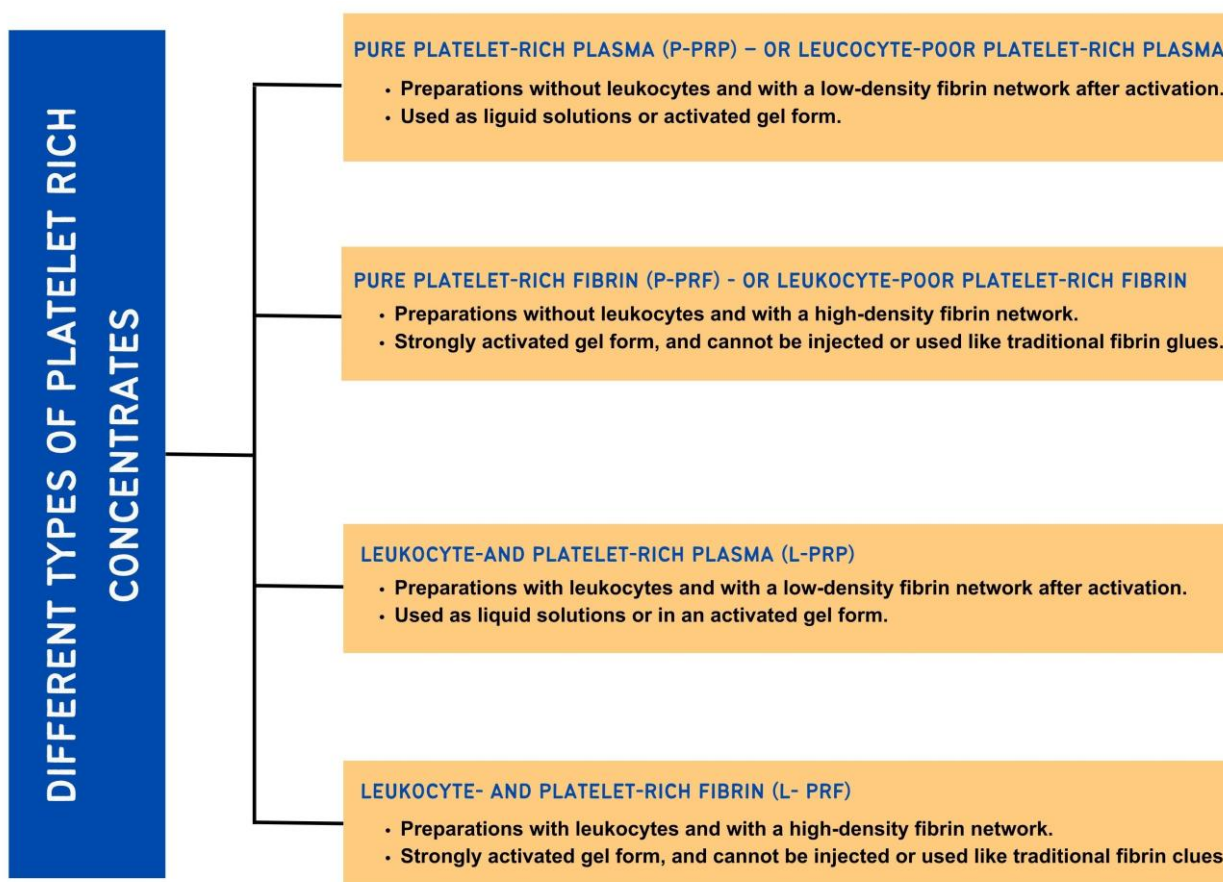 DIFFERENT TYPES OF PLATELET RICH
CONCENTRATES
PURE PLATELET-RICH PLASMA (P-PRP) – OR LEUCOCYTE-POOR PLATELET-RICH PLASMA
• Preparations without leukocytes and with a low-density fibrin network after activation.
• Used as liguid solutions or activated gel form.
PURE PLATELET-RICH FIBRIN (P-PRF) - OR LEUKOCYTE-POOR PLATELET-RICH FIBRIN
• Preparations without leukocytes and with a high-density fibrin network.
• Strongly activated gel form, and cannot be injected or used like traditional fibrin glues.
LEUKOCYTE-AND PLATELET-RICH PLASMA (L-PRP)
• Preparations with leukocytes and with a low-density fibrin network after activation.
• Used as liquid solutions or in an activated gel form.
LEUKOCYTE- AND PLATELET-RICH FIBRIN (L- PRF)
• Preparations with leukocytes and with a high-density fibrin network.
• Strongly activated gel form, and cannot be injected or used like traditional fibrin clues